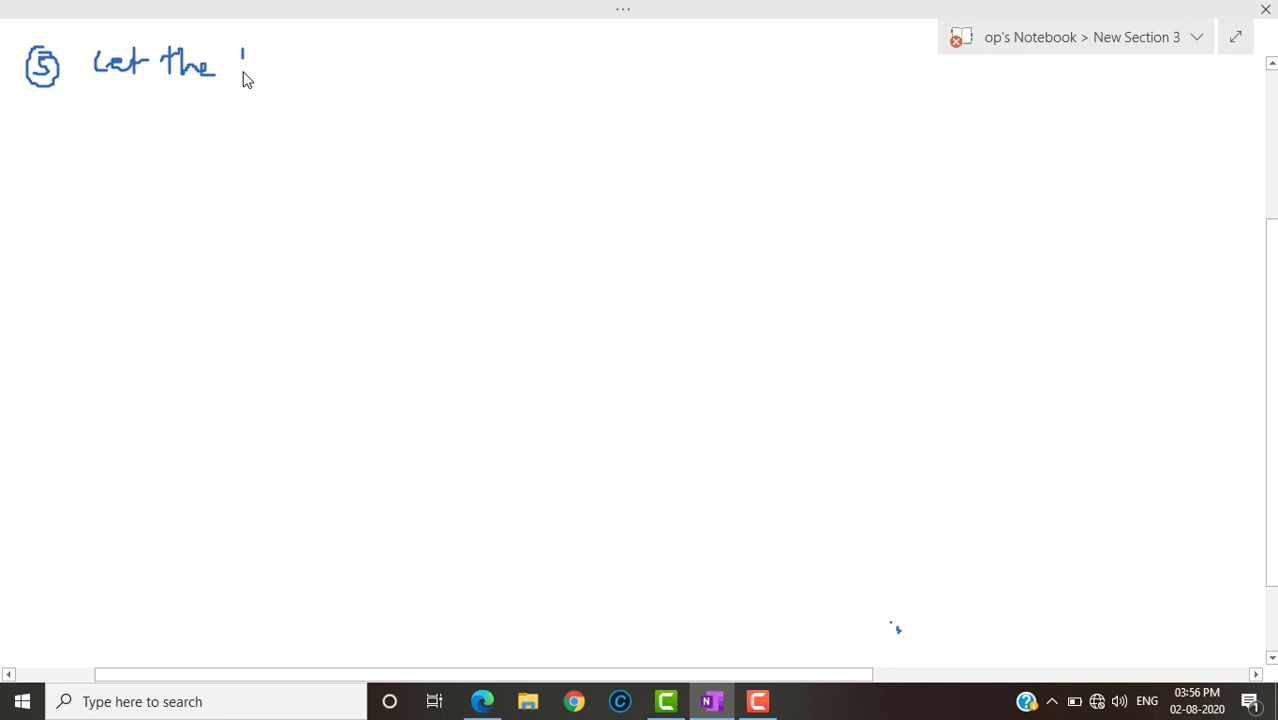 op's Notebook > New Section 3
⑤ Let the
Type here to search
ENG
03:56 PM
02-08-2020
1